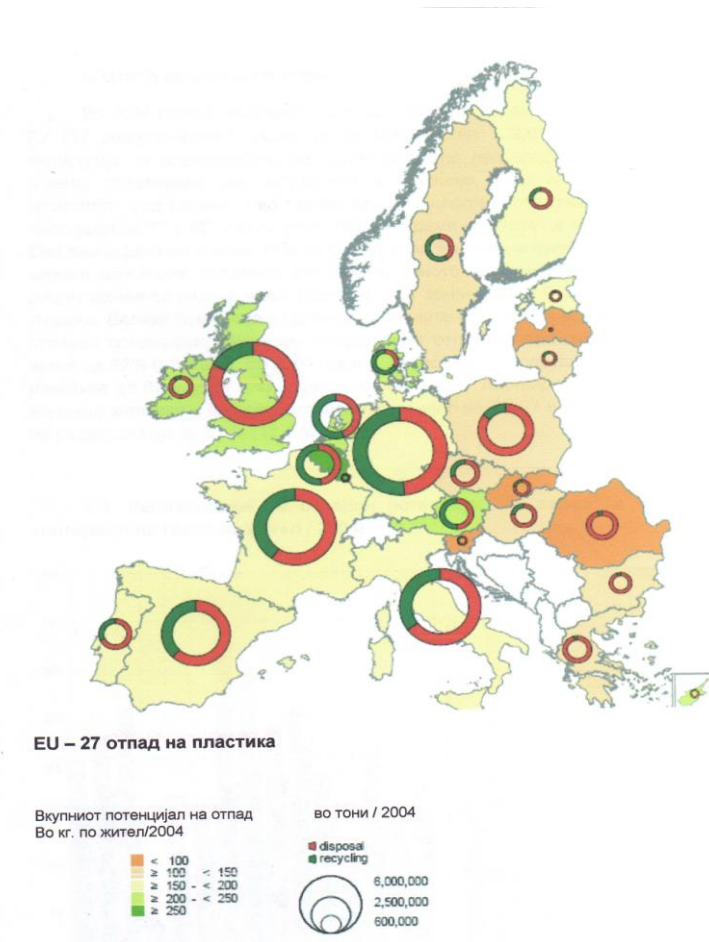 EU – 27 отпад на пластика
Вкупниот потенцијал на отпад
Во кг. по жител/2004
во тони / 2004
< 100
≥ 100 - < 150
≥ 150 - < 200
≥ 200 - < 250
≥ 250
disposal
recycling
6,000,000
2,500,000
600,000